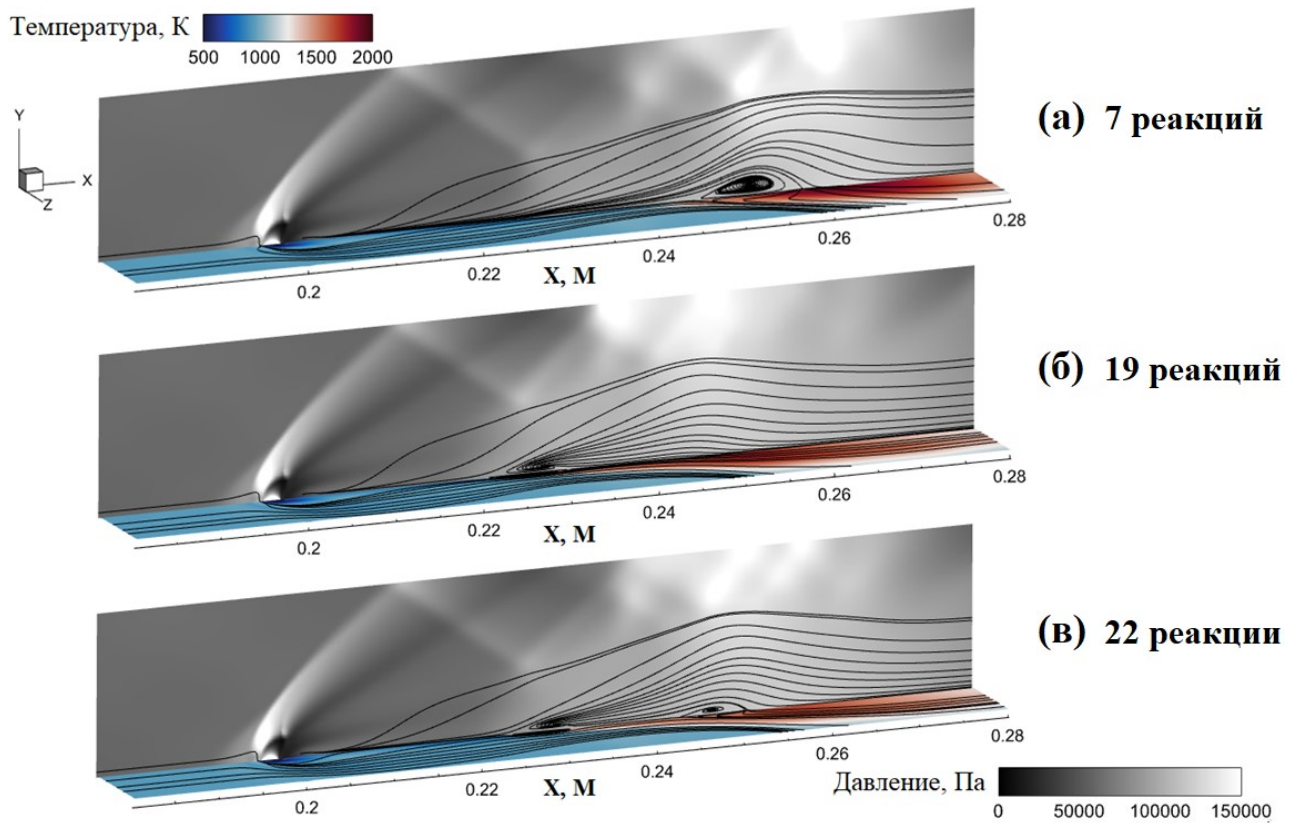 Температура, К
500 1000 1500 2000
Y
X
Z
(а) 7 реакций
0.2 0.22 0.24 0.26 0.28
X, М
(б) 19 реакций
0.2 0.22 0.24 0.26 0.28
X, М
(в) 22 реакции
0.2 0.22 0.24 0.26 0.28
X, М
Давление, Па
0 50000 100000 150000